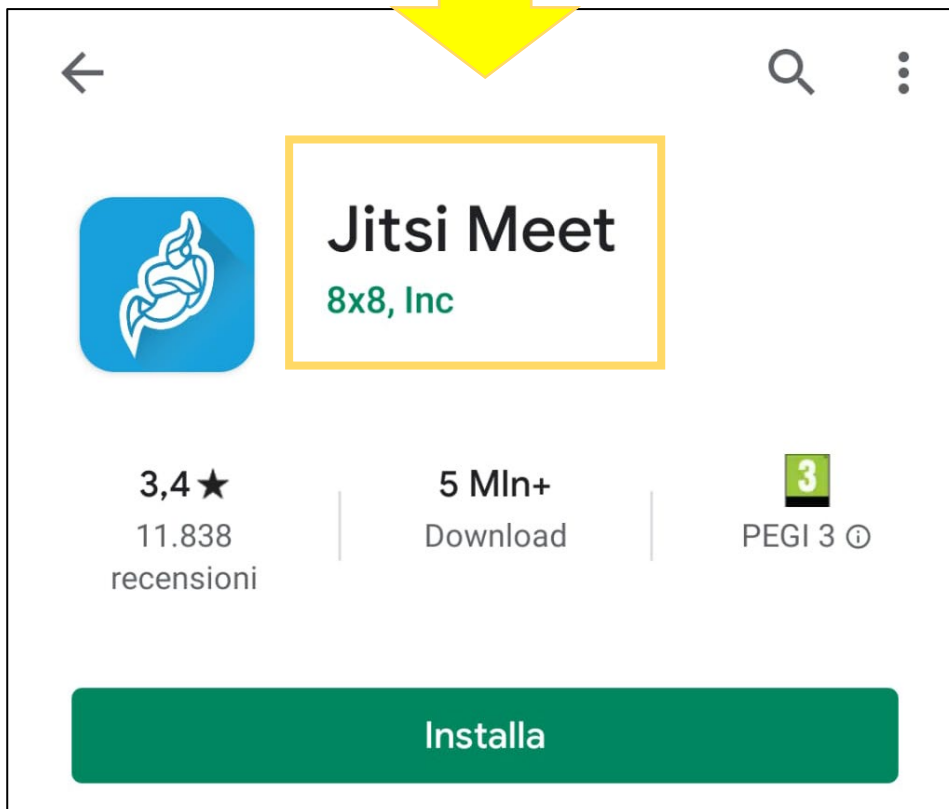 Jitsi Meet
8x8, Inc
3,4★
11.838
recensioni
5 Mln+
Download
3
PEGI 3
Installa